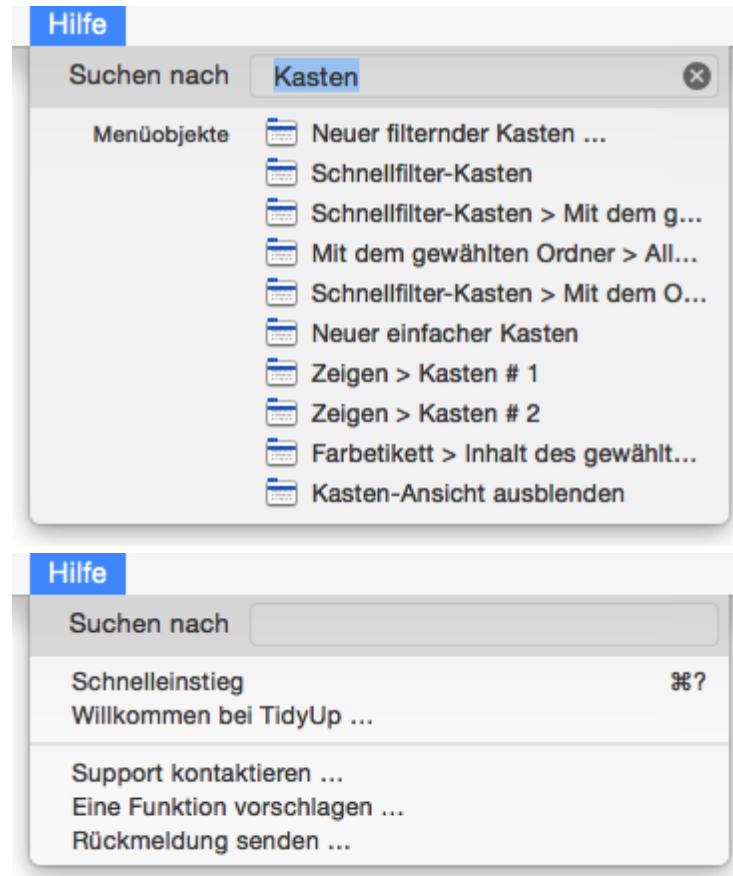 Hilfe
Suchen nach Kasten
Menüobjekte Neuer filternder Kasten ...
Schnellfilter-Kasten
Schnellfilter-Kasten > Mit dem g...
Mit dem gewählten Ordner > All...
Schnellfilter-Kasten > Mit dem O...
Neuer einfacher Kasten
Zeigen > Kasten # 1
Zeigen > Kasten # 2
Farbetikett > Inhalt des gewählt...
Kasten-Ansicht ausblenden
Hilfe
Suchen nach
Schnelleinstieg ⌘?
Willkommen bei TidyUp ...
Support kontaktieren ...
Eine Funktion vorschlagen ...
Rückmeldung senden ...